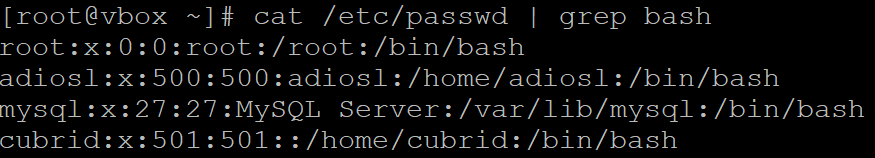 [root@vbox ~]# cat /etc/passwd | grep bash
root:x:0:0:root:/root:/bin/bash
adiosl:x:500:500:adiosl:/home/adiosl:/bin/bash
mysql:x:27:27:MySQL Server:/var/lib/mysql:/bin/bash
cubrid:x:501:501::/home/cubrid:/bin/bash